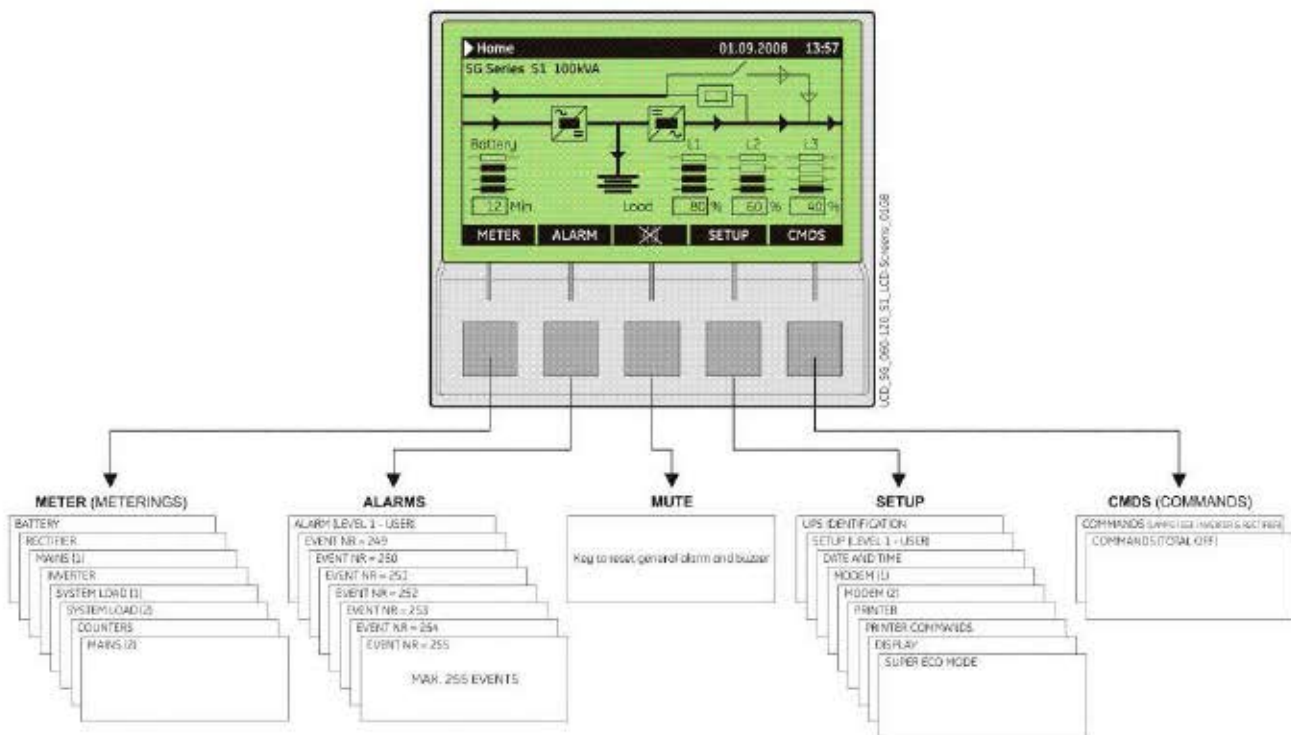 Home 01.09.2008 13:57
SG Series S1 100kVA
Battery L1 L2 L3
12 Min Load 80 % 60 % 40 %
METER ALARM SETUP CMDS
LCD_SG_060-120_S1_LCD-Screens_01GB
METER (METERINGS)
BATTERY
RECTIFIER
MAINS (1)
INVERTER
SYSTEM LOAD (1)
SYSTEM LOAD (2)
COUNTERS
MAINS (2)
ALARMS
ALARM (LEVEL 1 - USER)
EVENT NR = 249
EVENT NR = 250
EVENT NR = 251
EVENT NR = 252
EVENT NR = 253
EVENT NR = 254
EVENT NR = 255
MAX. 255 EVENTS
MUTE
Key to reset general alarm and buzzer
SETUP
UPS IDENTIFICATION
SETUP (LEVEL 1 - USER)
DATE AND TIME
MODEM (1)
MODEM (2)
PRINTER
PRINTER COMMANDS
DISPLAY
SUPER ECO MODE
CMDS (COMMANDS)
COMMANDS INVERTER & RECTIFIER)
COMMANDS (TOTAL OFF)